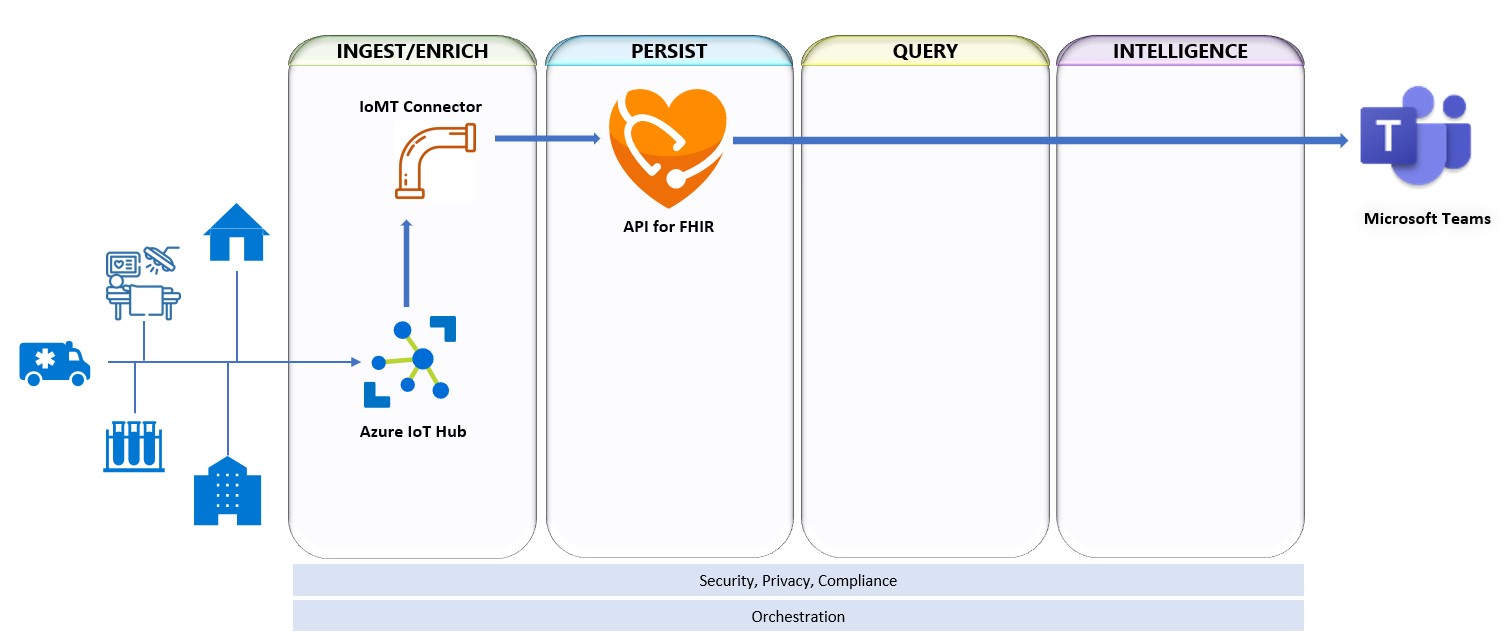 INGEST/ENRICH
PERSIST
QUERY
INTELLIGENCE
IoMT Connector
T
API for FHIR
Microsoft Teams
Azure IoT Hub
Security, Privacy, Compliance
Orchestration